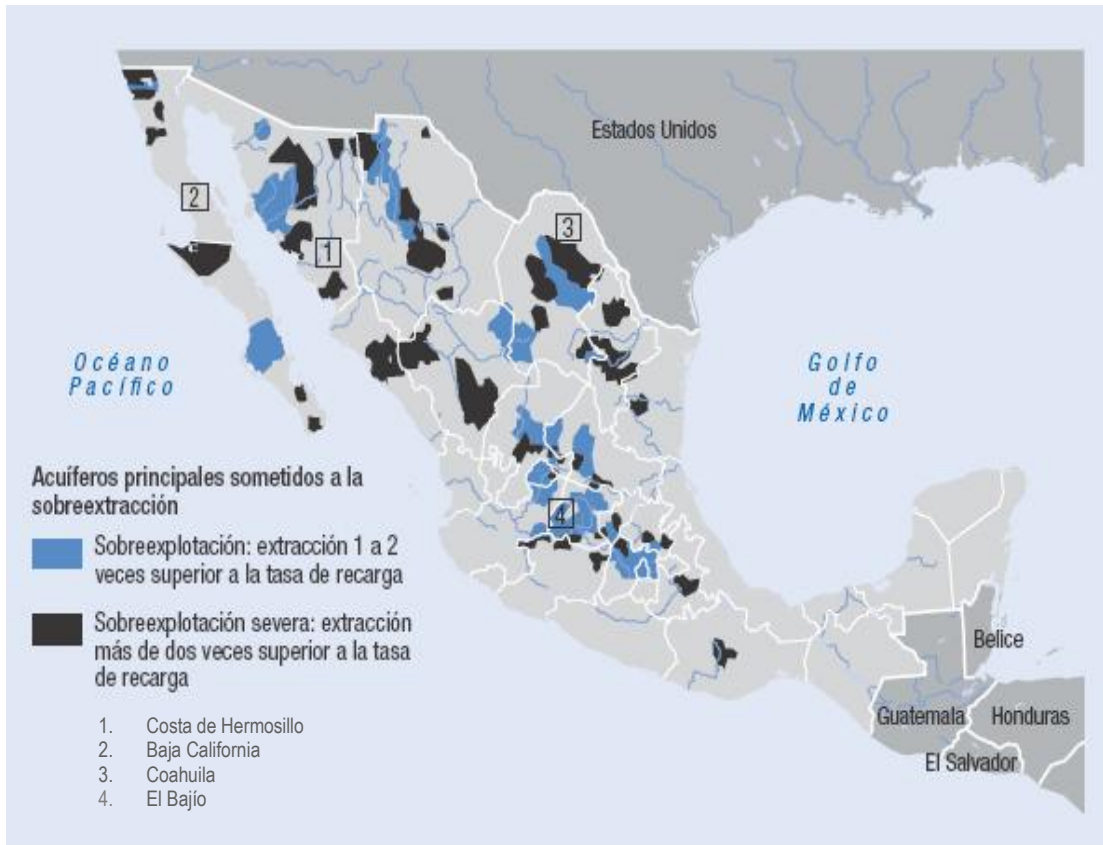 Estados Unidos
2
3
1
Océano
Pacífico
Golfo
de
México
Acuíferos principales sometidos a la
sobreextracción
4
Sobreexplotación: extracción 1 a 2
veces superior a la tasa de recarga
Sobreexplotación severa: extracción
más de dos veces superior a la tasa
de recarga
Belice
Guatemala
Honduras
El Salvador
1. Costa de Hermosillo
2. Baja California
3. Coahuila
4. El Bajío